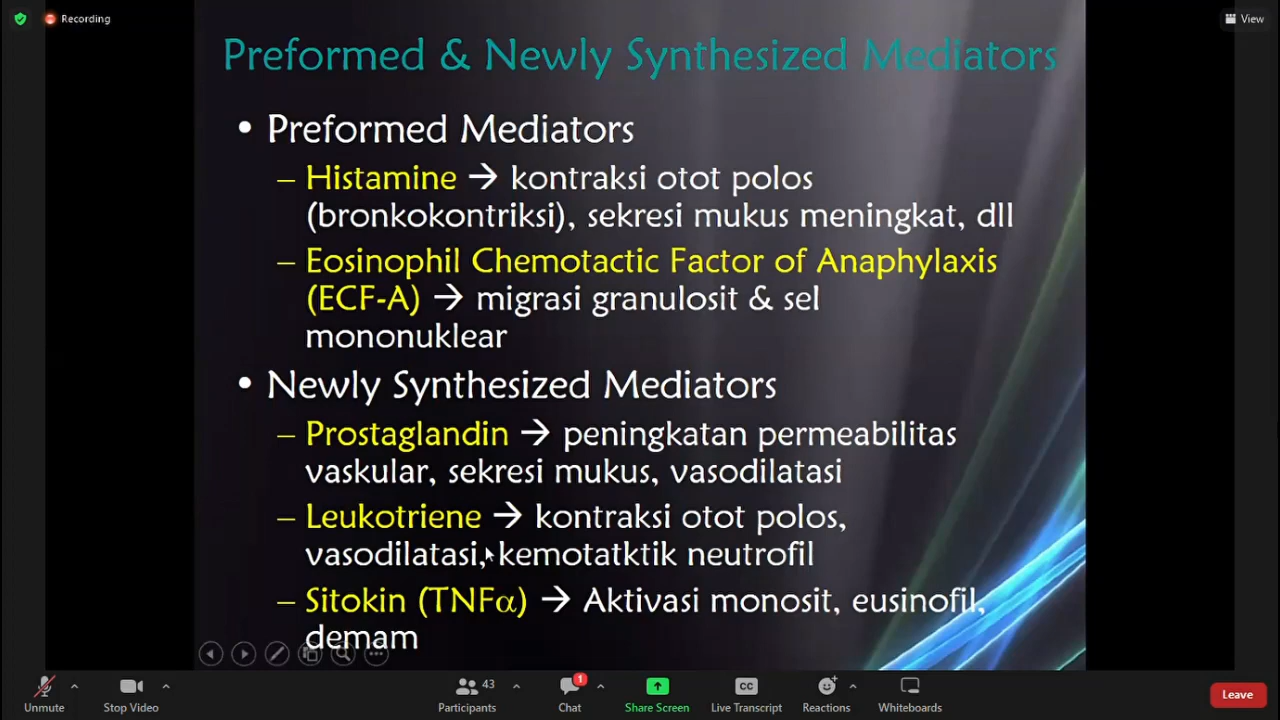 Recording
View
Preformed & Newly Synthesized Mediators
• Preformed Mediators
– Histamine → kontraksi otot polos
(bronkokontriksi), sekresi mukus meningkat, dll
– Eosinophil Chemotactic Factor of Anaphylaxis
(ECF-A) → migrasi granulosit & sel
mononuklear
• Newly Synthesized Mediators
– Prostaglandin → peningkatan permeabilitas
vaskular, sekresi mukus, vasodilatasi
– Leukotriene → kontraksi otot polos,
vasodilatasi, kemotatktik neutrofil
– Sitokin (TNFα) → Aktivasi monosit, eusinofil,
demam
43
1
CC
Unmute
Stop Video
Participants
Chat
Share Screen
Live Transcript
Reactions
Whiteboards
Leave